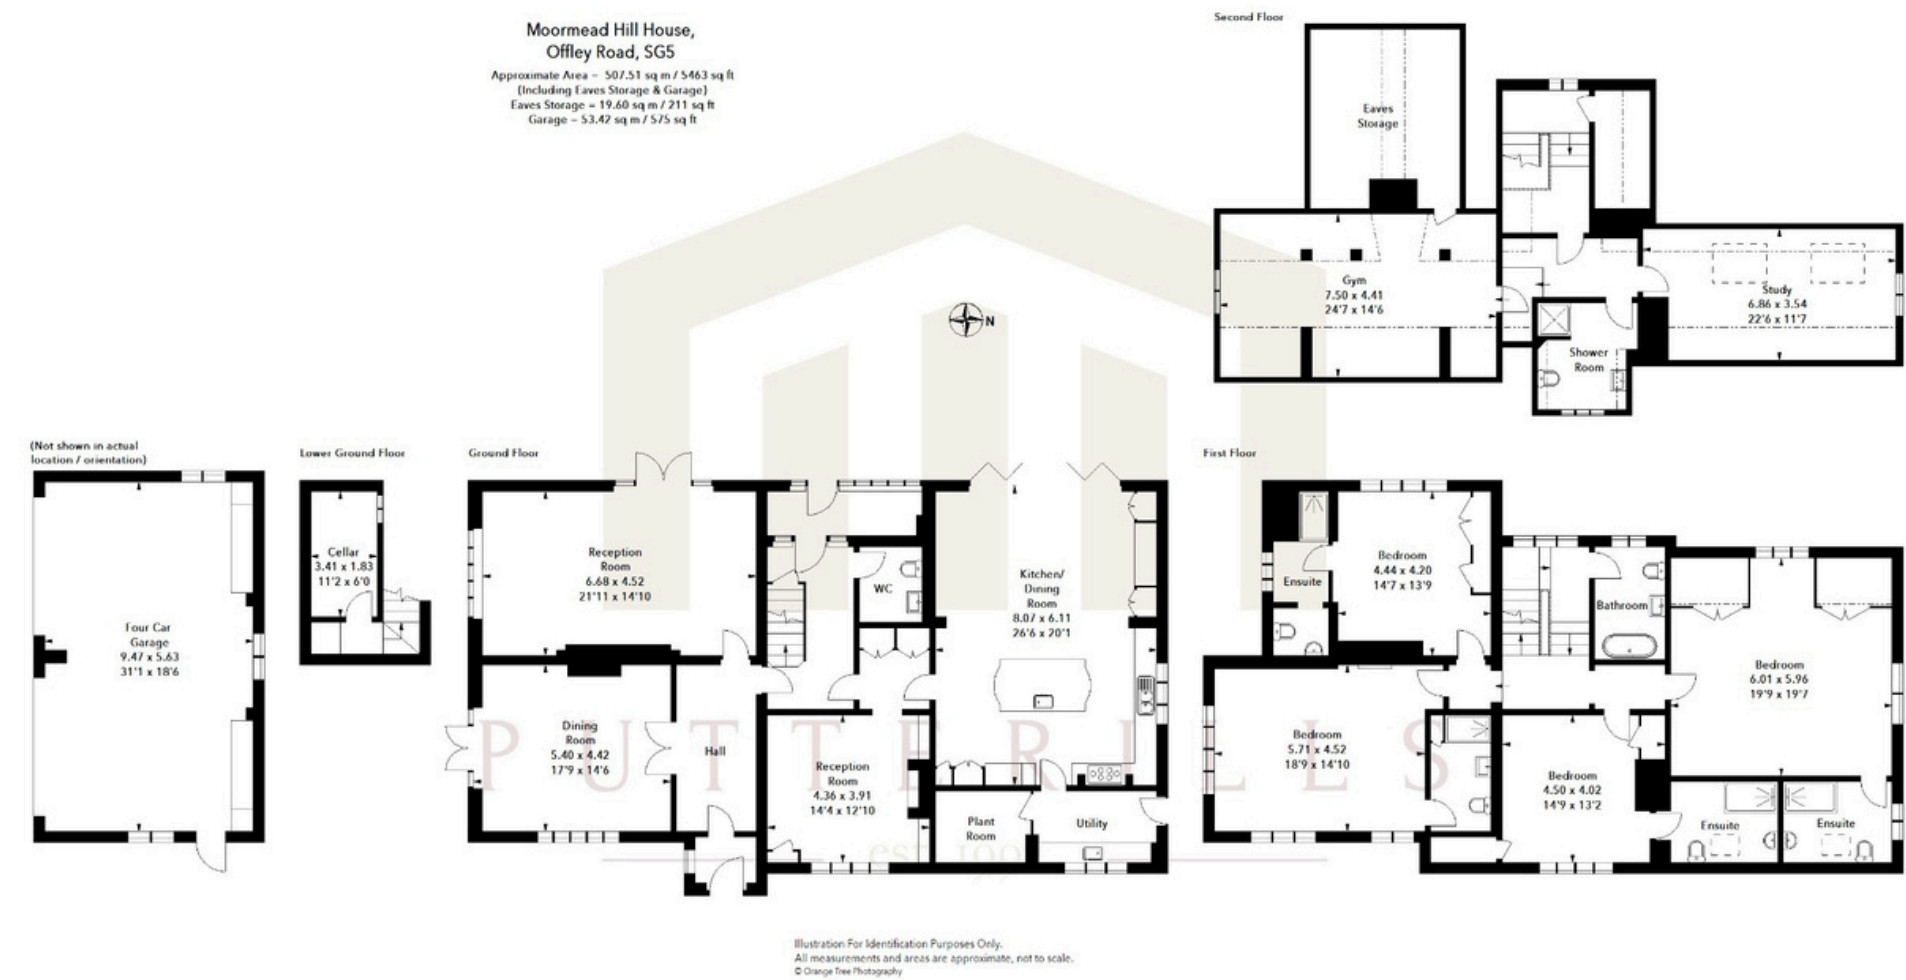 Moormead Hill House,
Offley Road, SG5
Approximate Area = 507.51 sq m / 5463 sq ft
(Including Eaves Storage & Garage)
Eaves Storage = 19.60 sq m / 211 sq ft
Garage = 53.42 sq m / 575 sq ft
Second Floor
Eaves
Storage
Gym
7.50 x 4.41
24'7 x 14'6
Study
6.86 x 3.54
22'6 x 11'7
Shower
Room
N
(Not shown in actual
location / orientation)
Four Car
Garage
9.47 x 5.63
31'1 x 18'6
Lower Ground Floor
Cellar
3.41 x 1.83
11'2 x 6'0
Ground Floor
Reception
Room
6.68 x 4.52
21'11 x 14'10
WC
Kitchen/
Dining
Room
8.07 x 6.11
26'6 x 20'1
Dining
Room
5.40 x 4.42
17'9 x 14'6
Hall
Reception
Room
4.36 x 3.91
14'4 x 12'10
Plant
Room
Utility
First Floor
Ensuite
Bedroom
4.44 x 4.20
14'7 x 13'9
Bathroom
Bedroom
6.01 x 5.96
19'9 x 19'7
Bedroom
5.71 x 4.52
18'9 x 14'10
Bedroom
4.50 x 4.02
14'9 x 13'2
Ensuite
Ensuite
PUTTERILLS
est. 
Illustration For Identification Purposes Only.
All measurements and areas are approximate, not to scale.
© Orange Tree Photography